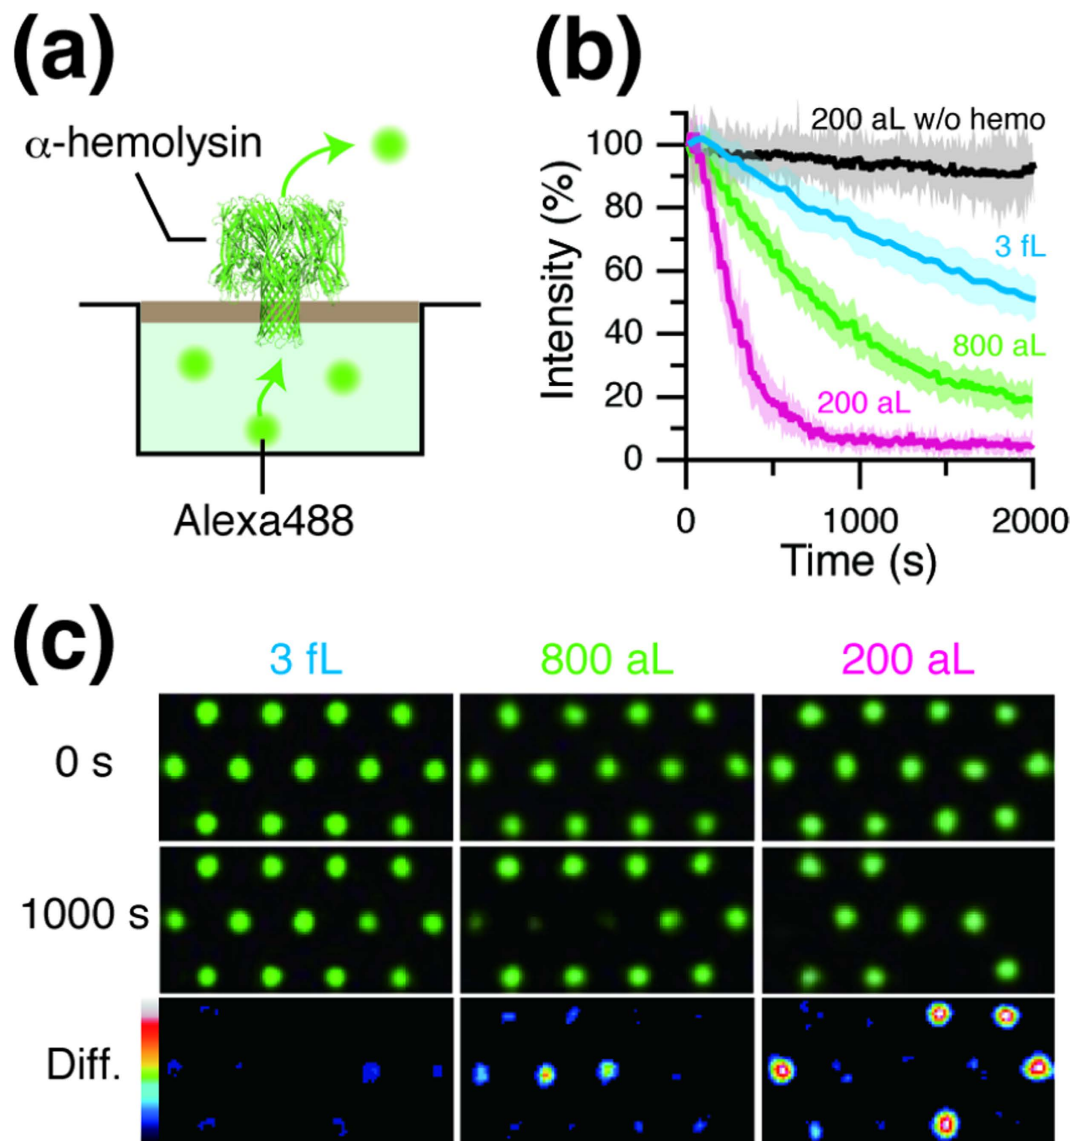 (a)
α-hemolysin
Alexa488
(b)
200 aL w/o hemo
3 fL
800 aL
200 aL
Intensity (%)
100
80
60
40
20
0
0
1000
2000
Time (s)
(c)
3 fL
800 aL
200 aL
0 s
1000 s
Diff.